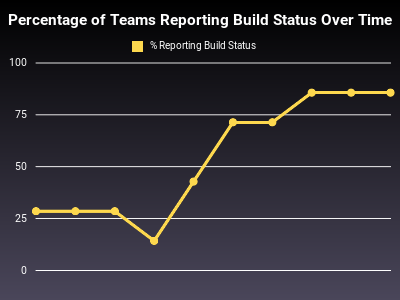 Percentage of Teams Reporting Build Status Over Time
% Reporting Build Status
100
75
50
25
0